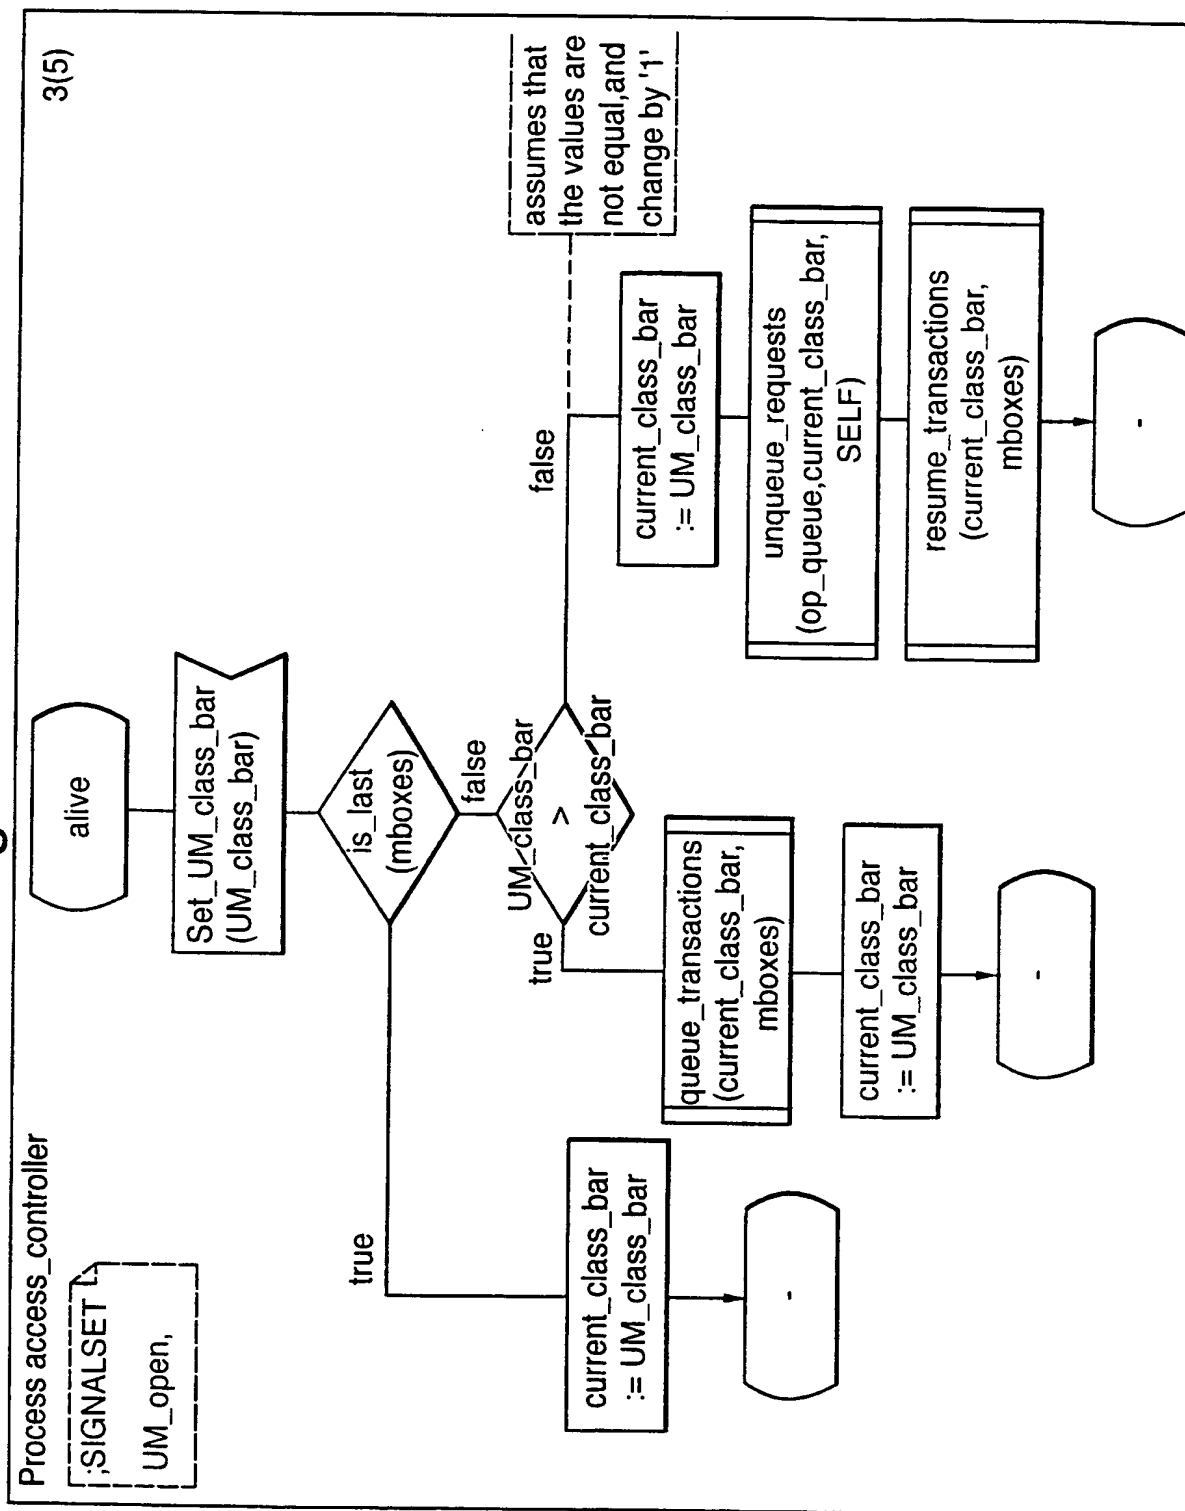 Process access_controller
3(5)
;SIGNALSET
UM_open,
alive
Set_UM_class_bar
(UM_class_bar)
is_last
(mboxes)
true
false
UM_class_bar
>
current_class_bar
true
false
assumes that
the values are
not equal,and
change by '1'
current_class_bar
:= UM_class_bar
-
queue_transactions
(current_class_bar,
mboxes)
current_class_bar
:= UM_class_bar
-
current_class_bar
:= UM_class_bar
unqueue_requests
(op_queue,current_class_bar,
SELF)
resume_transactions
(current_class_bar,
mboxes)
-